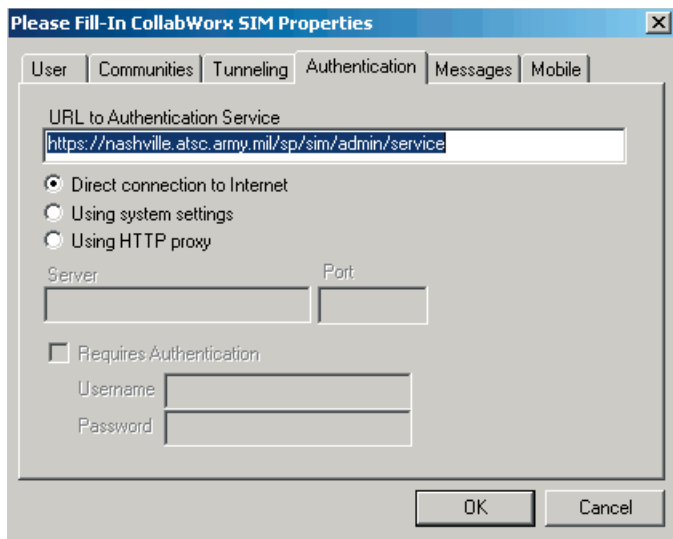 Please Fill-In CollabWorx SIM Properties
User Communities Tunneling Authentication Messages Mobile
URL to Authentication Service
https://nashville.atsc.army.mil/sp/sim/admin/service
Direct connection to Internet
Using system settings
Using HTTP proxy
Server Port
Requires Authentication
Username
Password
OK Cancel